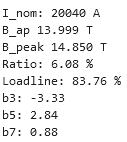 I_nom: 20040 A
B_ap 13.999 T
B_peak 14.850 T
Ratio: 6.08 %
Loadline: 83.76 %
b3: -3.33
b5: 2.84
b7: 0.88